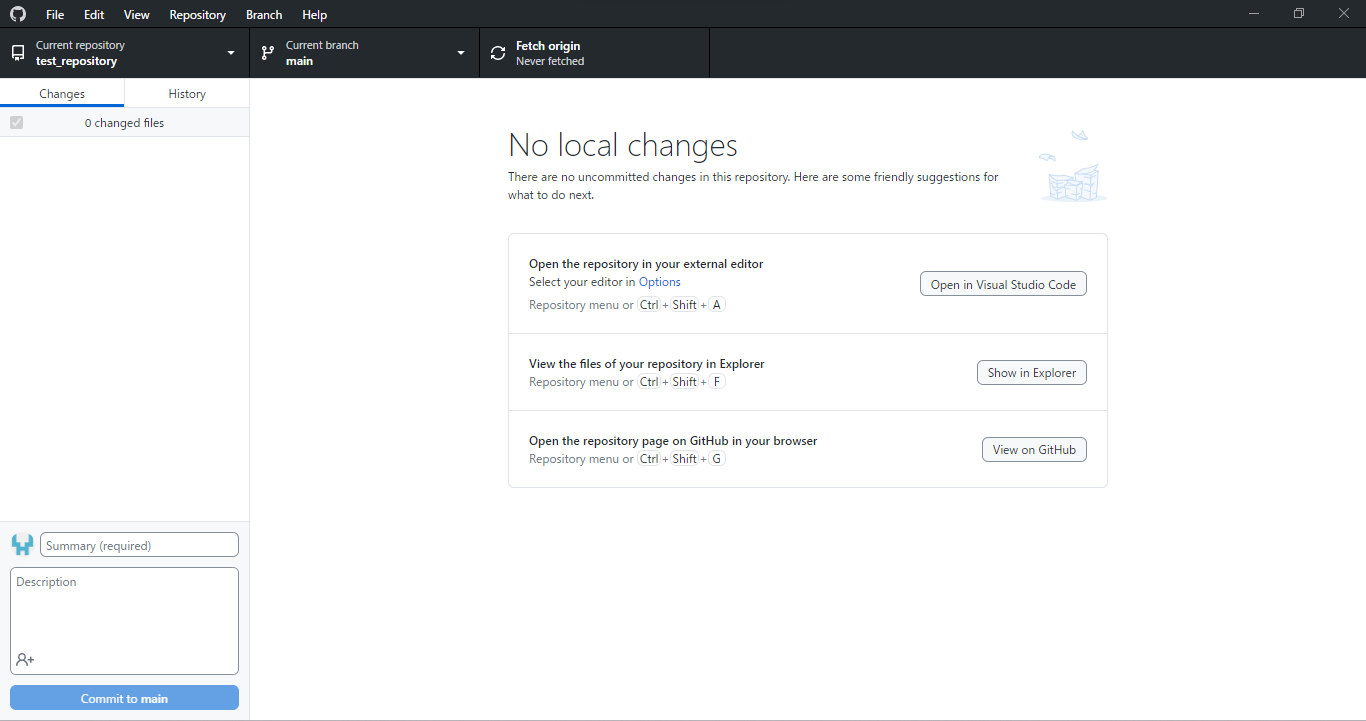 File Edit View Repository Branch Help
Current repository
test_repository
Current branch
main
Fetch origin
Never fetched
Changes
History
0 changed files
No local changes
There are no uncommitted changes in this repository. Here are some friendly suggestions for
what to do next.
Open the repository in your external editor
Select your editor in Options
Repository menu or Ctrl + Shift + A
Open in Visual Studio Code
View the files of your repository in Explorer
Repository menu or Ctrl + Shift + F
Show in Explorer
Open the repository page on GitHub in your browser
Repository menu or Ctrl + Shift + G
View on GitHub
Summary (required)
Description
Commit to main